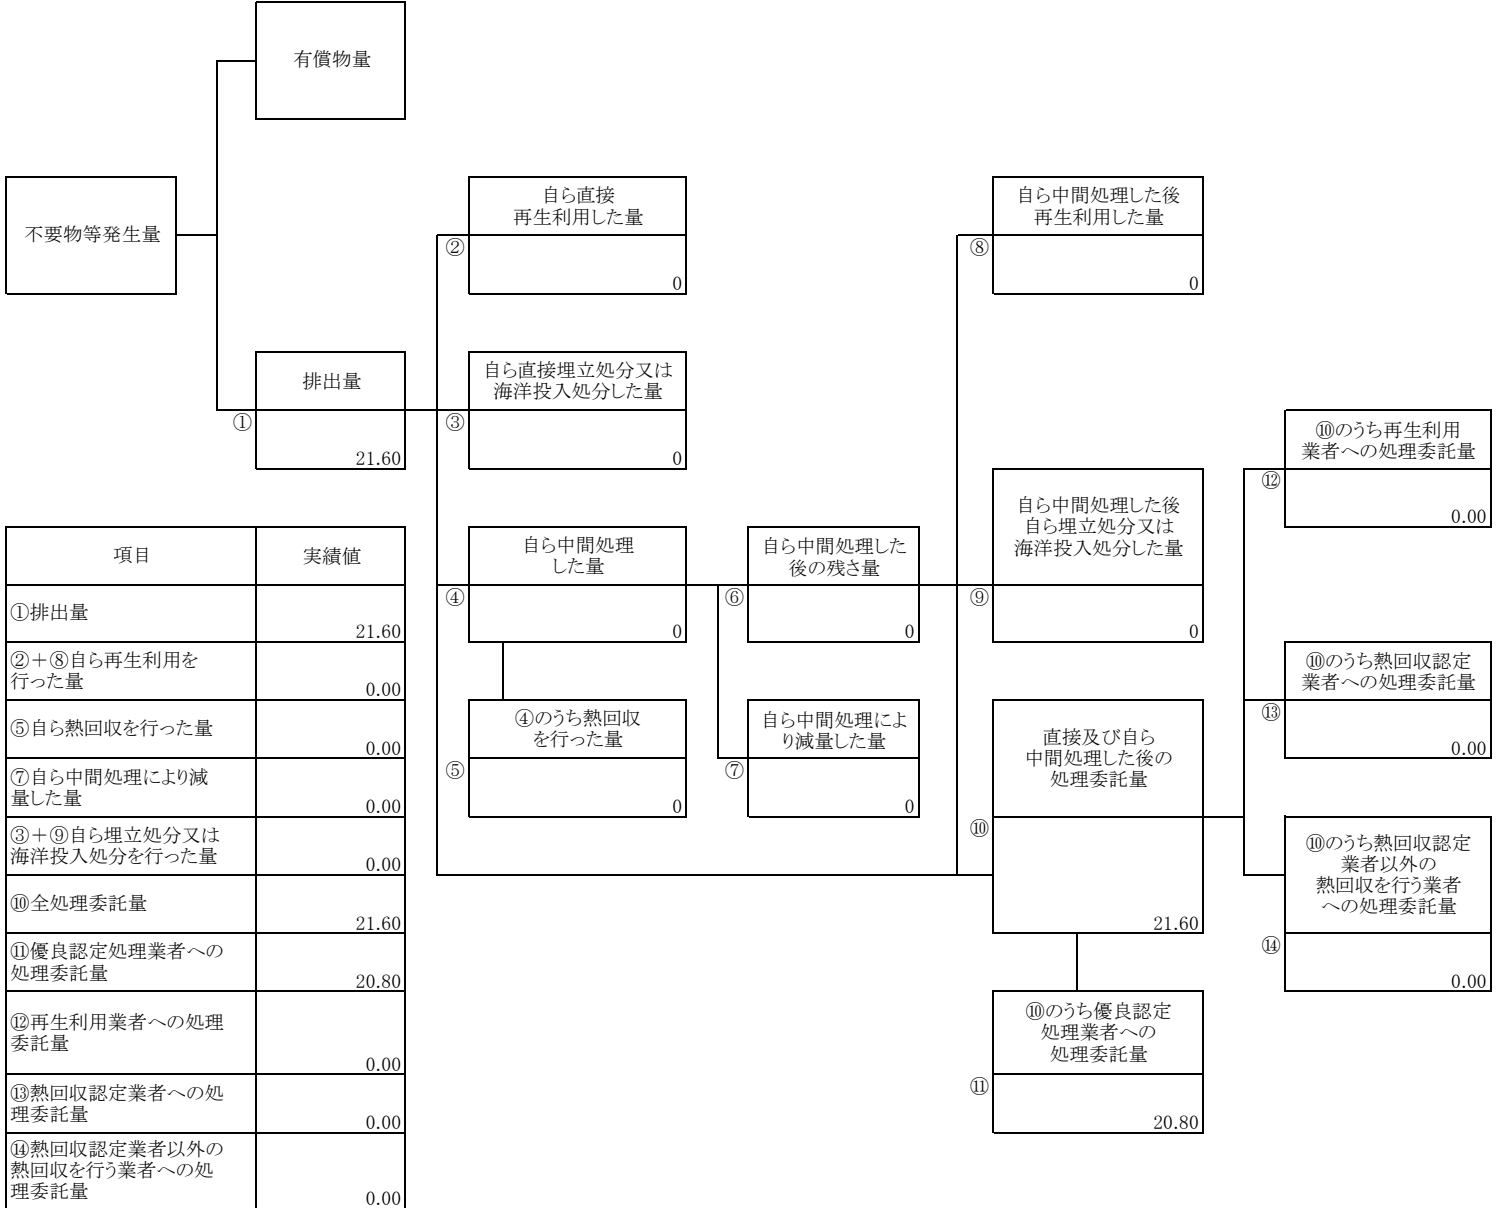 有償物量
不要物等発生量
排出量
①
21.60
自ら直接
再生利用した量
②
0
自ら直接埋立処分又は
海洋投入処分した量
③
0
自ら中間処理
した量
④
0
④のうち熱回収
を行った量
⑤
0
自ら中間処理した
後の残さ量
⑥
0
自ら中間処理によ
り減量した量
⑦
0
自ら中間処理した後
再生利用した量
⑧
0
自ら中間処理した後
自ら埋立処分又は
海洋投入処分した量
⑨
0
直接及び自ら
中間処理した後の
処理委託量
⑩
21.60
⑩のうち優良認定
処理業者への
処理委託量
⑪
20.80
⑩のうち再生利用
業者への処理委託量
⑫
0.00
⑩のうち熱回収認定
業者への処理委託量
⑬
0.00
⑩のうち熱回収認定
業者以外の
熱回収を行う業者
への処理委託量
⑭
0.00
項目 実績値
①排出量
21.60
②＋⑧自ら再生利用を
行った量
0.00
⑤自ら熱回収を行った量
0.00
⑦自ら中間処理により減
量した量
0.00
③＋⑨自ら埋立処分又は
海洋投入処分を行った量
0.00
⑩全処理委託量
21.60
⑪優良認定処理業者への
処理委託量
20.80
⑫再生利用業者への処理
委託量
0.00
⑬熱回収認定業者への処
理委託量
0.00
⑭熱回収認定業者以外の
熱回収を行う業者への処
理委託量
0.00